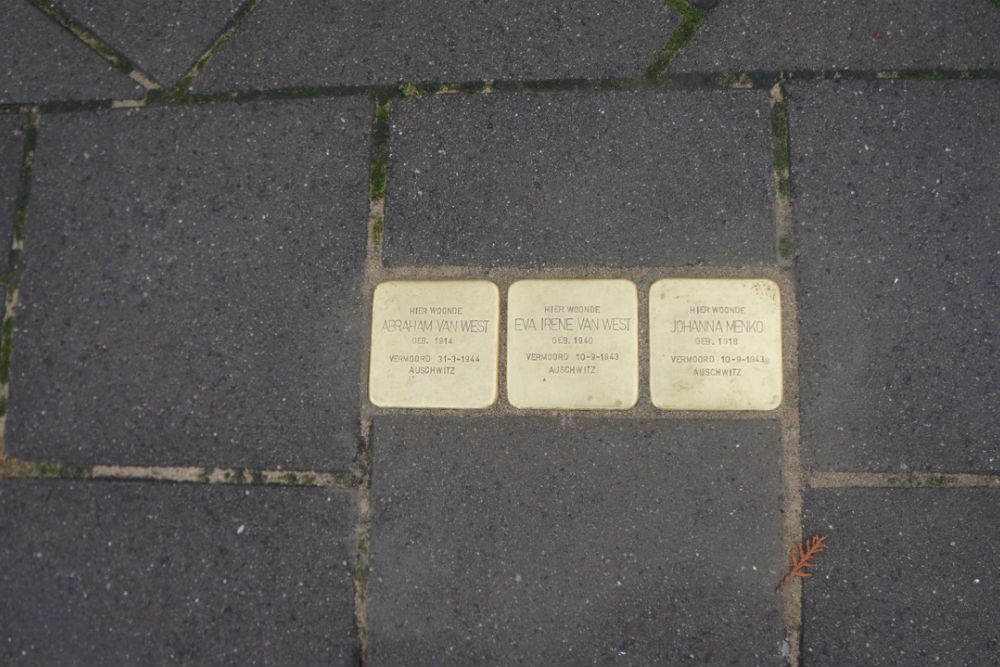 HIER WOONDE
ABRAHAM VAN WEST
GEB. 1914
VERMOORD 31-3-1944
AUSCHWITZ
HIER WOONDE
EVA IRENE VAN WEST
GEB. 1940
VERMOORD 10-9-1943
AUSCHWITZ
HIER WOONDE
JOHANNA MENKO
GEB. 1918
VERMOORD 10-9-1943
AUSCHWITZ